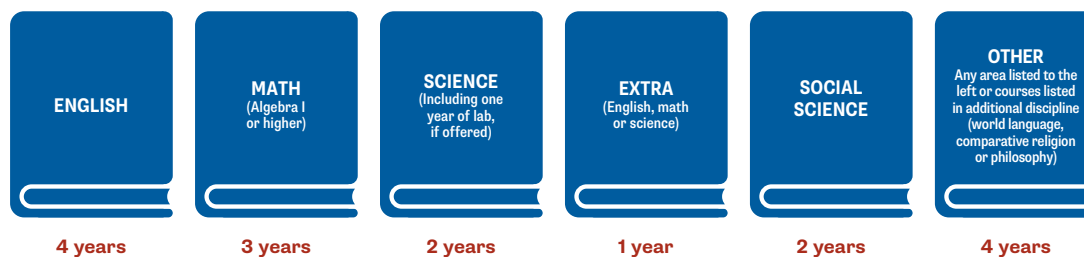 ENGLISH
4 years
MATH
(Algebra I
or higher)
3 years
SCIENCE
(Including one
year of lab,
if offered)
2 years
EXTRA
(English, math
or science)
1 year
SOCIAL
SCIENCE
2 years
OTHER
Any area listed to the
left or courses listed
in additional discipline
(world language,
comparative religion
or philosophy)
4 years